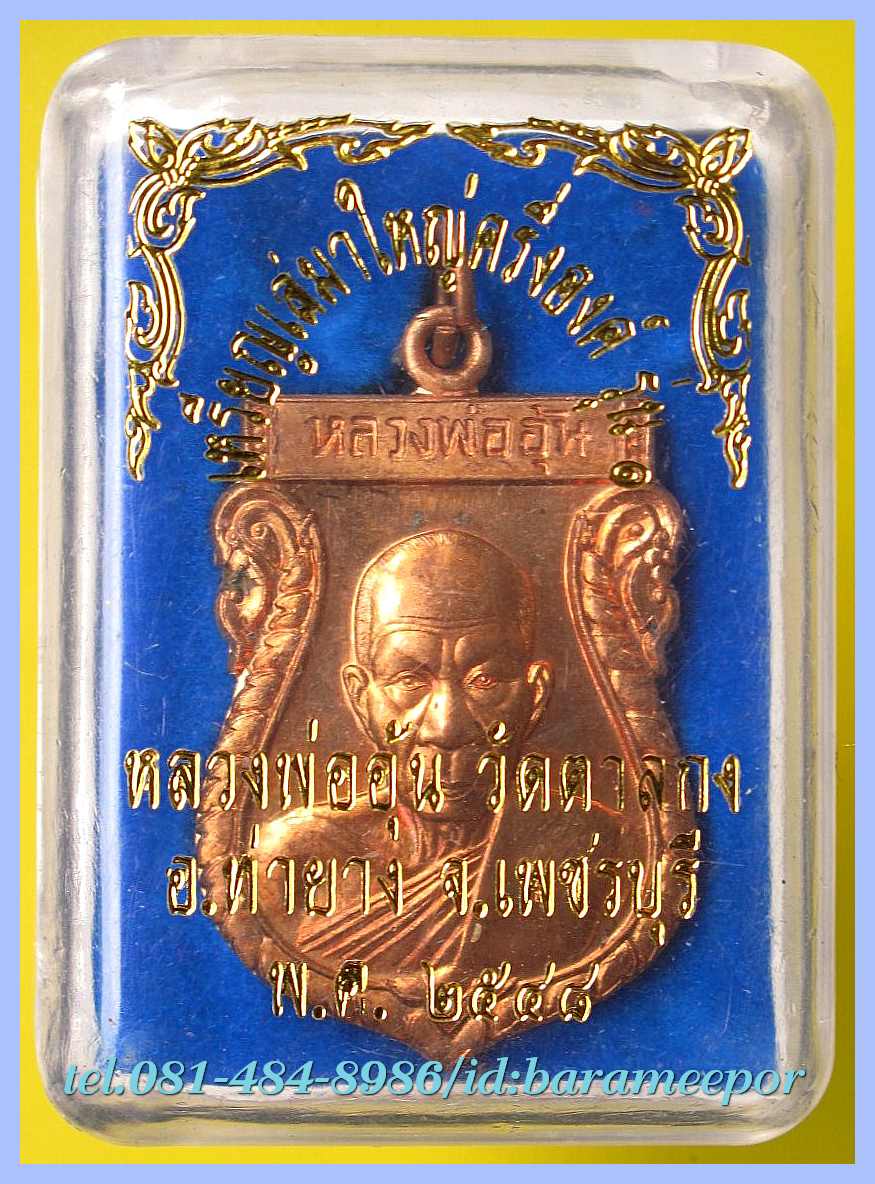 เหรียญเสมาใหญ่ครึ่งองค์
หลวงพ่ออุ้น
หลวงพ่ออุ้น วัดตาลกง
อ.ท่ายาง จ.เพชรบุรี
พ.ศ. ๒๕๔๘
tel.081-484-8986/id:barameepor